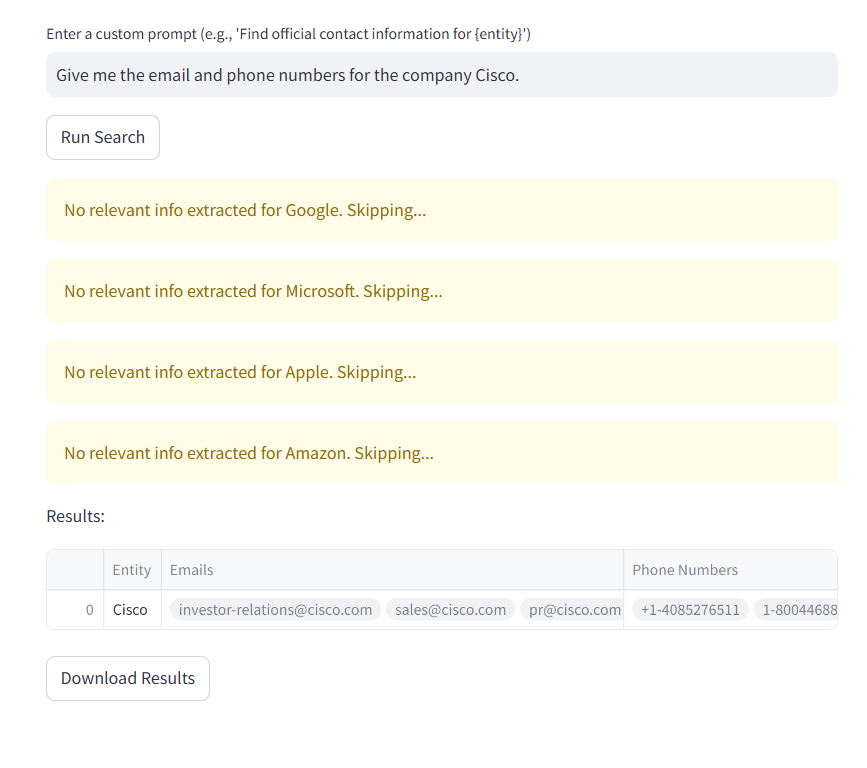 Enter a custom prompt (e.g., 'Find official contact information for {entity}')
Give me the email and phone numbers for the company Cisco.
Run Search
No relevant info extracted for Google. Skipping...
No relevant info extracted for Microsoft. Skipping...
No relevant info extracted for Apple. Skipping...
No relevant info extracted for Amazon. Skipping...
Results:
Entity Emails Phone Numbers
0 Cisco investor-relations@cisco.com sales@cisco.com pr@cisco.com +1-4085276511 1-80044688
Download Results